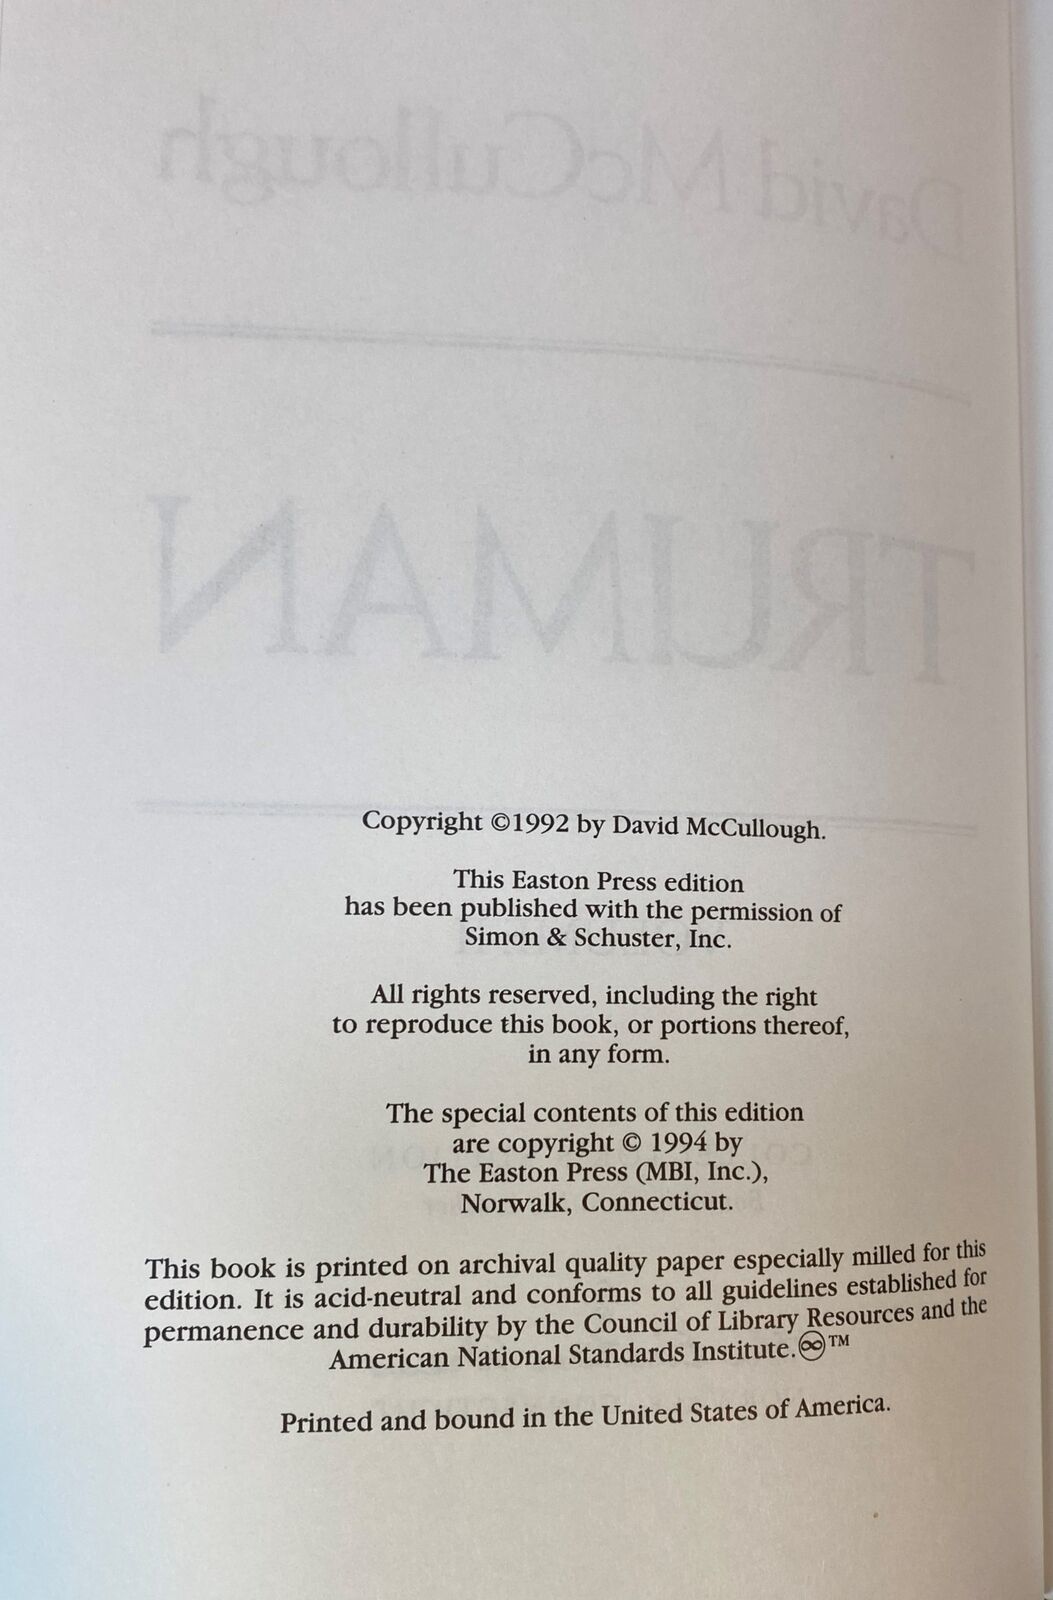 David McCullough
TRUMAN
Copyright ©1992 by David McCullough.
This Easton Press edition
has been published with the permission of
Simon & Schuster, Inc.
All rights reserved, including the right
to reproduce this book, or portions thereof,
in any form.
The special contents of this edition
are copyright © 1994 by
The Easton Press (MBI, Inc.),
Norwalk, Connecticut.
This book is printed on archival quality paper especially milled for this
edition. It is acid-neutral and conforms to all guidelines established for
permanence and durability by the Council of Library Resources and the
American National Standards Institute.♾™
Printed and bound in the United States of America.